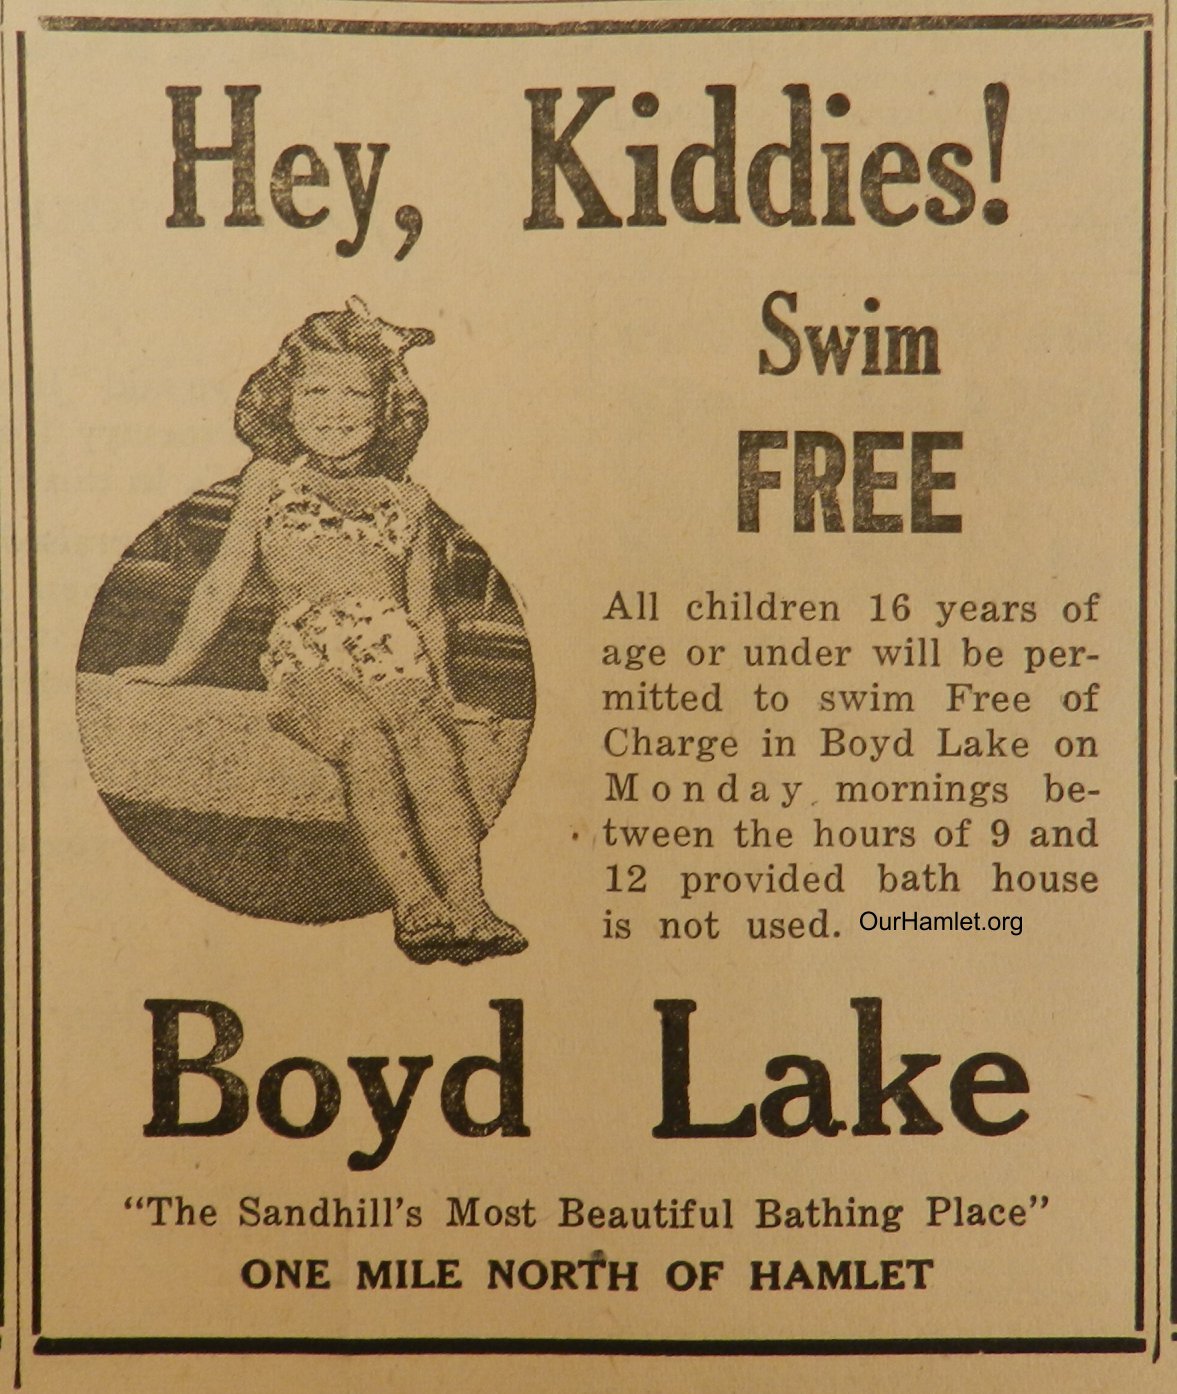 Hey, Kiddies!
Swim
FREE
All children 16 years of
age or under will be per-
mitted to swim Free of
Charge in Boyd Lake on
Monday mornings be-
tween the hours of 9 and
12 provided bath house
is not used. OurHamlet.org
Boyd Lake
“The Sandhill's Most Beautiful Bathing Place”
ONE MILE NORTH OF HAMLET